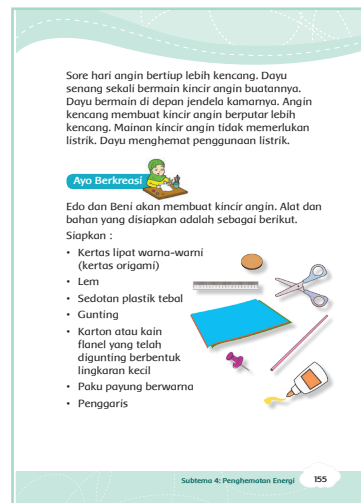 Sore hari angin bertiup lebih kencang. Dayu
senang sekali bermain kincir angin buatannya.
Dayu bermain di depan jendela kamarnya. Angin
kencang membuat kincir angin berputar lebih
kencang. Mainan kincir angin tidak memerlukan
listrik. Dayu menghemat penggunaan listrik.
Ayo Berkreasi
Edo dan Beni akan membuat kincir angin. Alat dan
bahan yang disiapkan adalah sebagai berikut.
Siapkan :
• Kertas lipat warna-warni
(kertas origami)
• Lem
• Sedotan plastik tebal
• Gunting
• Karton atau kain
flanel yang telah
digunting berbentuk
lingkaran kecil
• Paku payung berwarna
• Penggaris
Subtema 4: Penghematan Energi 155